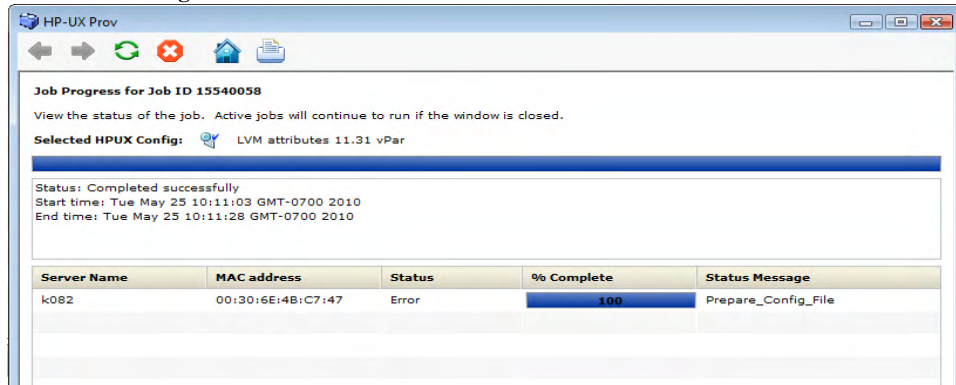 HP-UX Prov
Job Progress for Job ID 15540058
View the status of the job. Active jobs will continue to run if the window is closed.
Selected HPUX Config: LVM attributes 11.31 vPar
Status: Completed successfully
Start time: Tue May 25 10:11:03 GMT-0700 2010
End time: Tue May 25 10:11:28 GMT-0700 2010
Server Name MAC address Status % Complete Status Message
k082 00:30:6E:4B:C7:47 Error 100 Prepare_Config_File